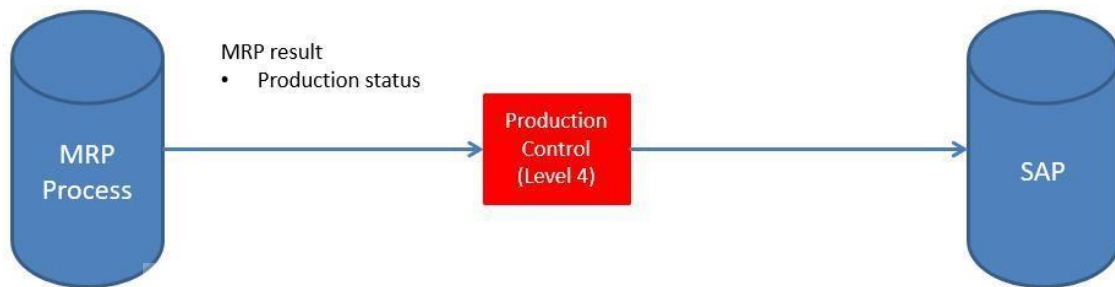 MRP result
• Production status
MRP
Process
Production
Control
(Level 4)
SAP